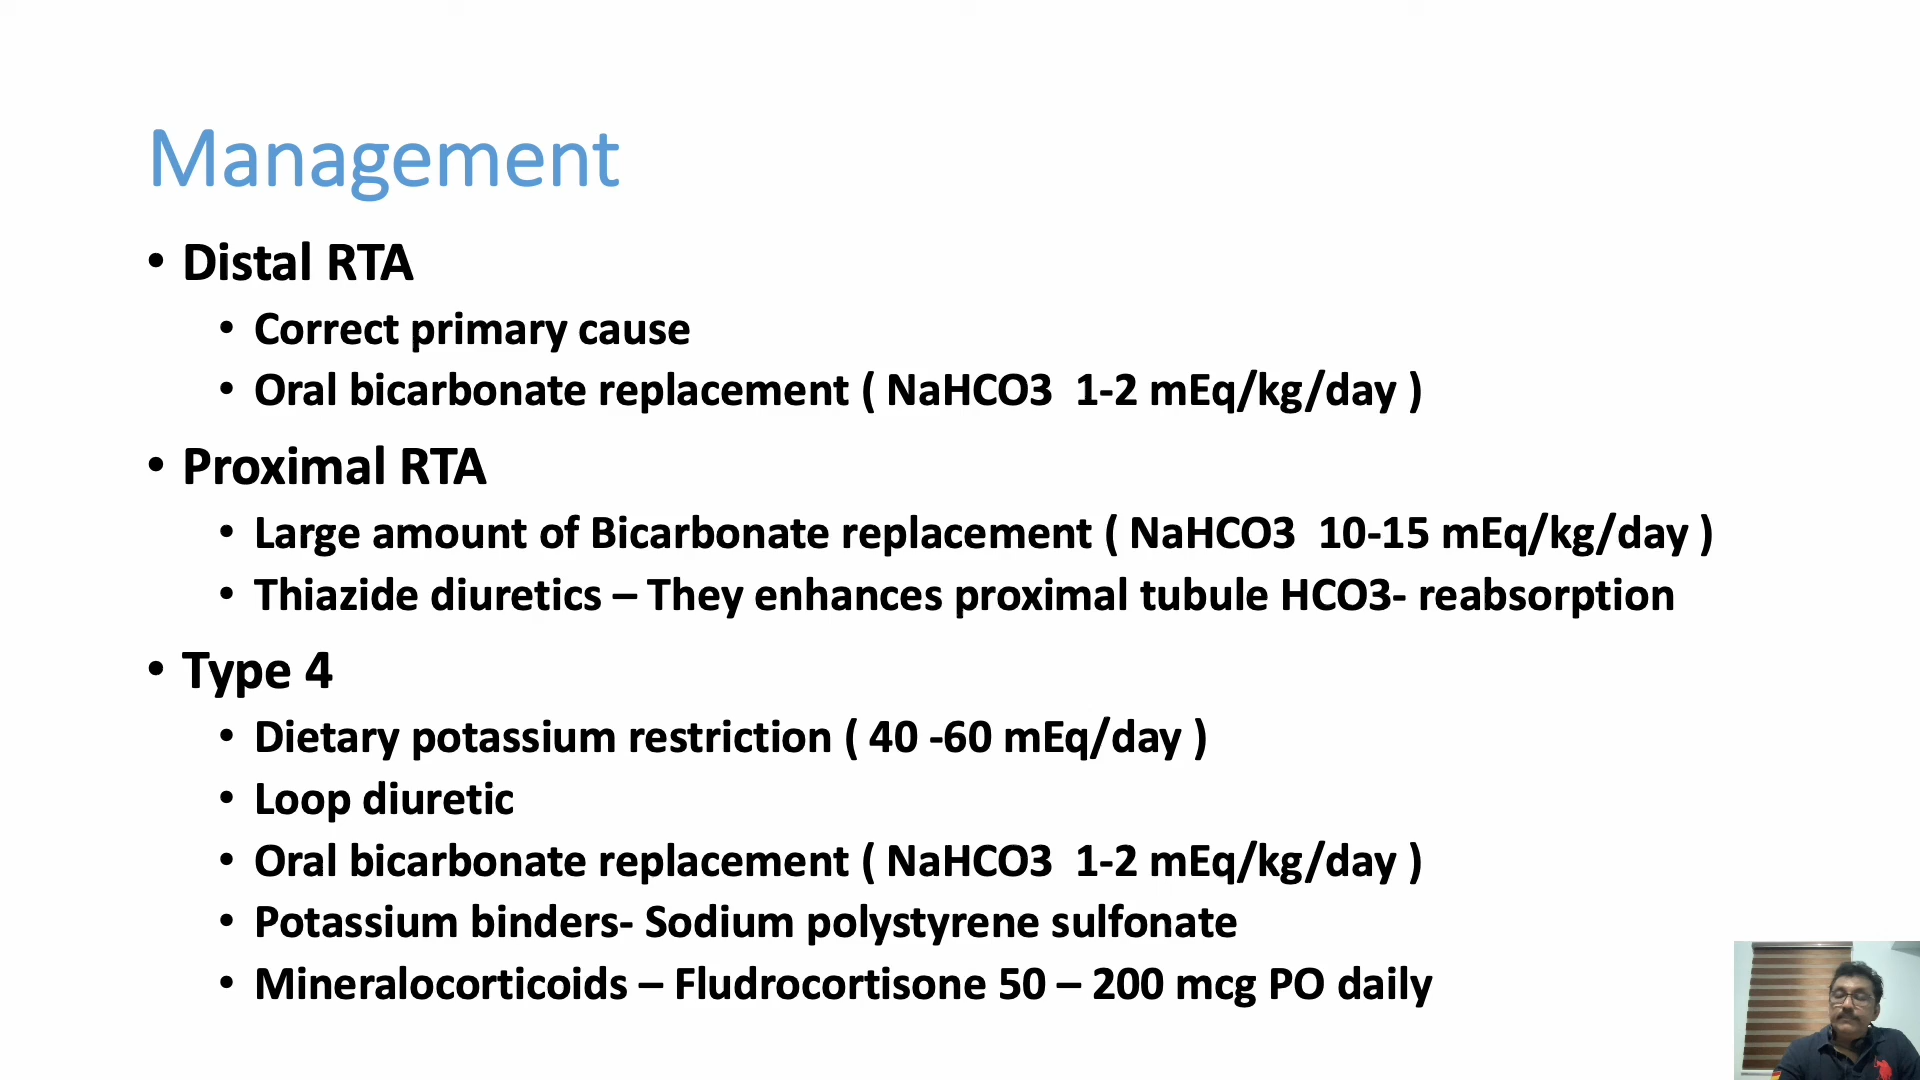 Management
• Distal RTA
• Correct primary cause
• Oral bicarbonate replacement ( NaHCO3  1-2 mEq/kg/day )
• Proximal RTA
• Large amount of Bicarbonate replacement ( NaHCO3  10-15 mEq/kg/day )
• Thiazide diuretics – They enhances proximal tubule HCO3- reabsorption
• Type 4
• Dietary potassium restriction ( 40 -60 mEq/day )
• Loop diuretic
• Oral bicarbonate replacement ( NaHCO3  1-2 mEq/kg/day )
• Potassium binders- Sodium polystyrene sulfonate
• Mineralocorticoids – Fludrocortisone 50 – 200 mcg PO daily